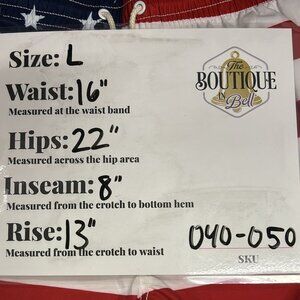 Size: L
The
BOUTIQUE
IN
Bell
Waist: 16"
Measured at the waist band
Hips: 22"
Measured across the hip area
Inseam: 8"
Measured from the crotch to bottom hem
Rise: 13"
Measured from the crotch to waist
040-050
SKU